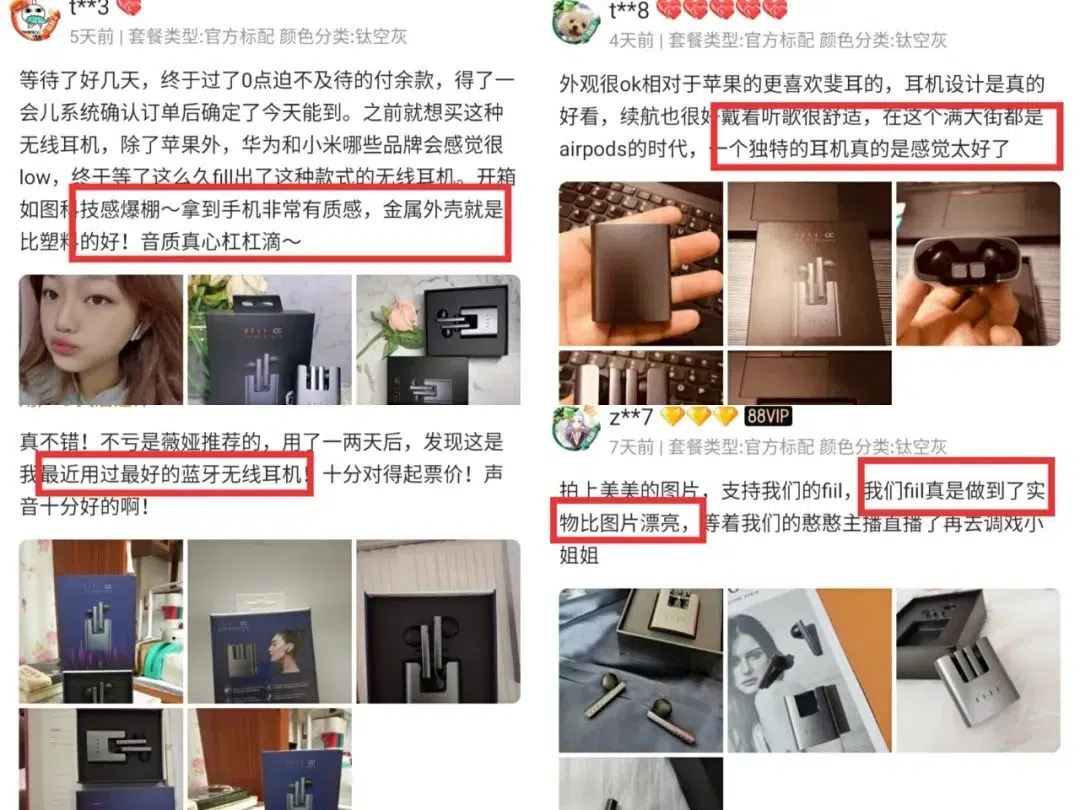 t**3
5天前 | 套餐类型:官方标配 颜色分类:钛空灰
等待了好几天，终于过了0点迫不及待的付余款，得了一
会儿系统确认订单后确定了今天能到。之前就想买这种
无线耳机，除了苹果外，华为和小米哪些品牌会感觉很
low，终于等了这么久fiil出了这种款式的无线耳机。开箱
如图科技感爆棚～拿到手机非常有质感，金属外壳就是
比塑料的好！音质真心杠杠滴～
FIIL CC
真不错！不亏是薇娅推荐的，用了一两天后，发现这是
我最近用过最好的蓝牙无线耳机！十分对得起票价！声
音十分好的啊！
t**8
4天前 | 套餐类型:官方标配 颜色分类:钛空灰
外观很ok相对于苹果的更喜欢斐耳的，耳机设计是真的
好看，续航也很好戴着听歌很舒适，在这个满大街都是
airpods的时代，一个独特的耳机真的是感觉太好了
z**7 88VIP
7天前 | 套餐类型:官方标配 颜色分类:钛空灰
拍上美美的图片，支持我们的fiil，我们fiil真是做到了实
物比图片漂亮，等着我们的憨憨主播直播了再去调戏小
姐姐